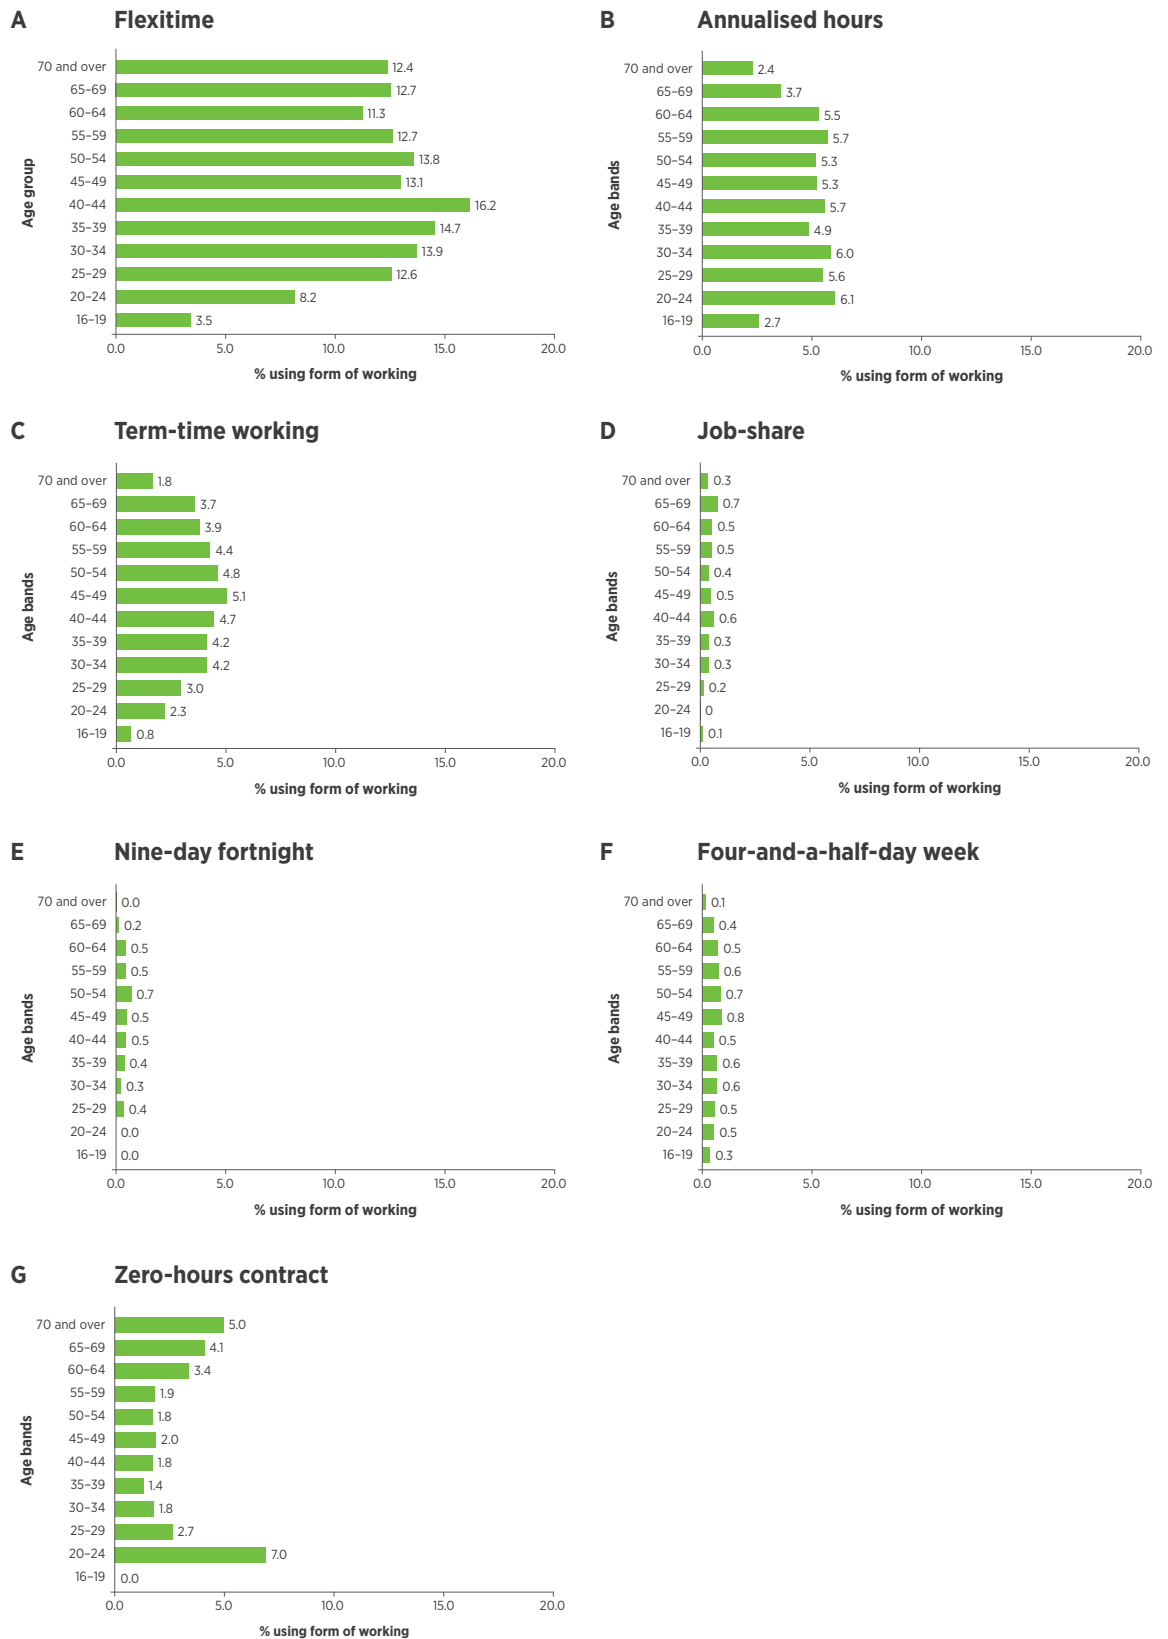 A Flexitime
Age group
70 and over 12.4
65–69 12.7
60–64 11.3
55–59 12.7
50–54 13.8
45–49 13.1
40–44 16.2
35–39 14.7
30–34 13.9
25–29 12.6
20–24 8.2
16–19 3.5
0.0 5.0 10.0 15.0 20.0
% using form of working
B Annualised hours
Age bands
70 and over 2.4
65–69 3.7
60–64 5.5
55–59 5.7
50–54 5.3
45–49 5.3
40–44 5.7
35–39 4.9
30–34 6.0
25–29 5.6
20–24 6.1
16–19 2.7
0.0 5.0 10.0 15.0 20.0
% using form of working
C Term-time working
Age bands
70 and over 1.8
65–69 3.7
60–64 3.9
55–59 4.4
50–54 4.8
45–49 5.1
40–44 4.7
35–39 4.2
30–34 4.2
25–29 3.0
20–24 2.3
16–19 0.8
0.0 5.0 10.0 15.0 20.0
% using form of working
D Job-share
Age bands
70 and over 0.3
65–69 0.7
60–64 0.5
55–59 0.5
50–54 0.4
45–49 0.5
40–44 0.6
35–39 0.3
30–34 0.3
25–29 0.2
20–24 0
16–19 0.1
0.0 5.0 10.0 15.0 20.0
% using form of working
E Nine-day fortnight
Age bands
70 and over 0.0
65–69 0.2
60–64 0.5
55–59 0.5
50–54 0.7
45–49 0.5
40–44 0.5
35–39 0.4
30–34 0.3
25–29 0.4
20–24 0.0
16–19 0.0
0.0 5.0 10.0 15.0 20.0
% using form of working
F Four-and-a-half-day week
Age bands
70 and over 0.1
65–69 0.4
60–64 0.5
55–59 0.6
50–54 0.7
45–49 0.8
40–44 0.5
35–39 0.6
30–34 0.6
25–29 0.5
20–24 0.5
16–19 0.3
0.0 5.0 10.0 15.0 20.0
% using form of working
G Zero-hours contract
Age bands
70 and over 5.0
65–69 4.1
60–64 3.4
55–59 1.9
50–54 1.8
45–49 2.0
40–44 1.8
35–39 1.4
30–34 1.8
25–29 2.7
20–24 7.0
16–19 0.0
0.0 5.0 10.0 15.0 20.0
% using form of working